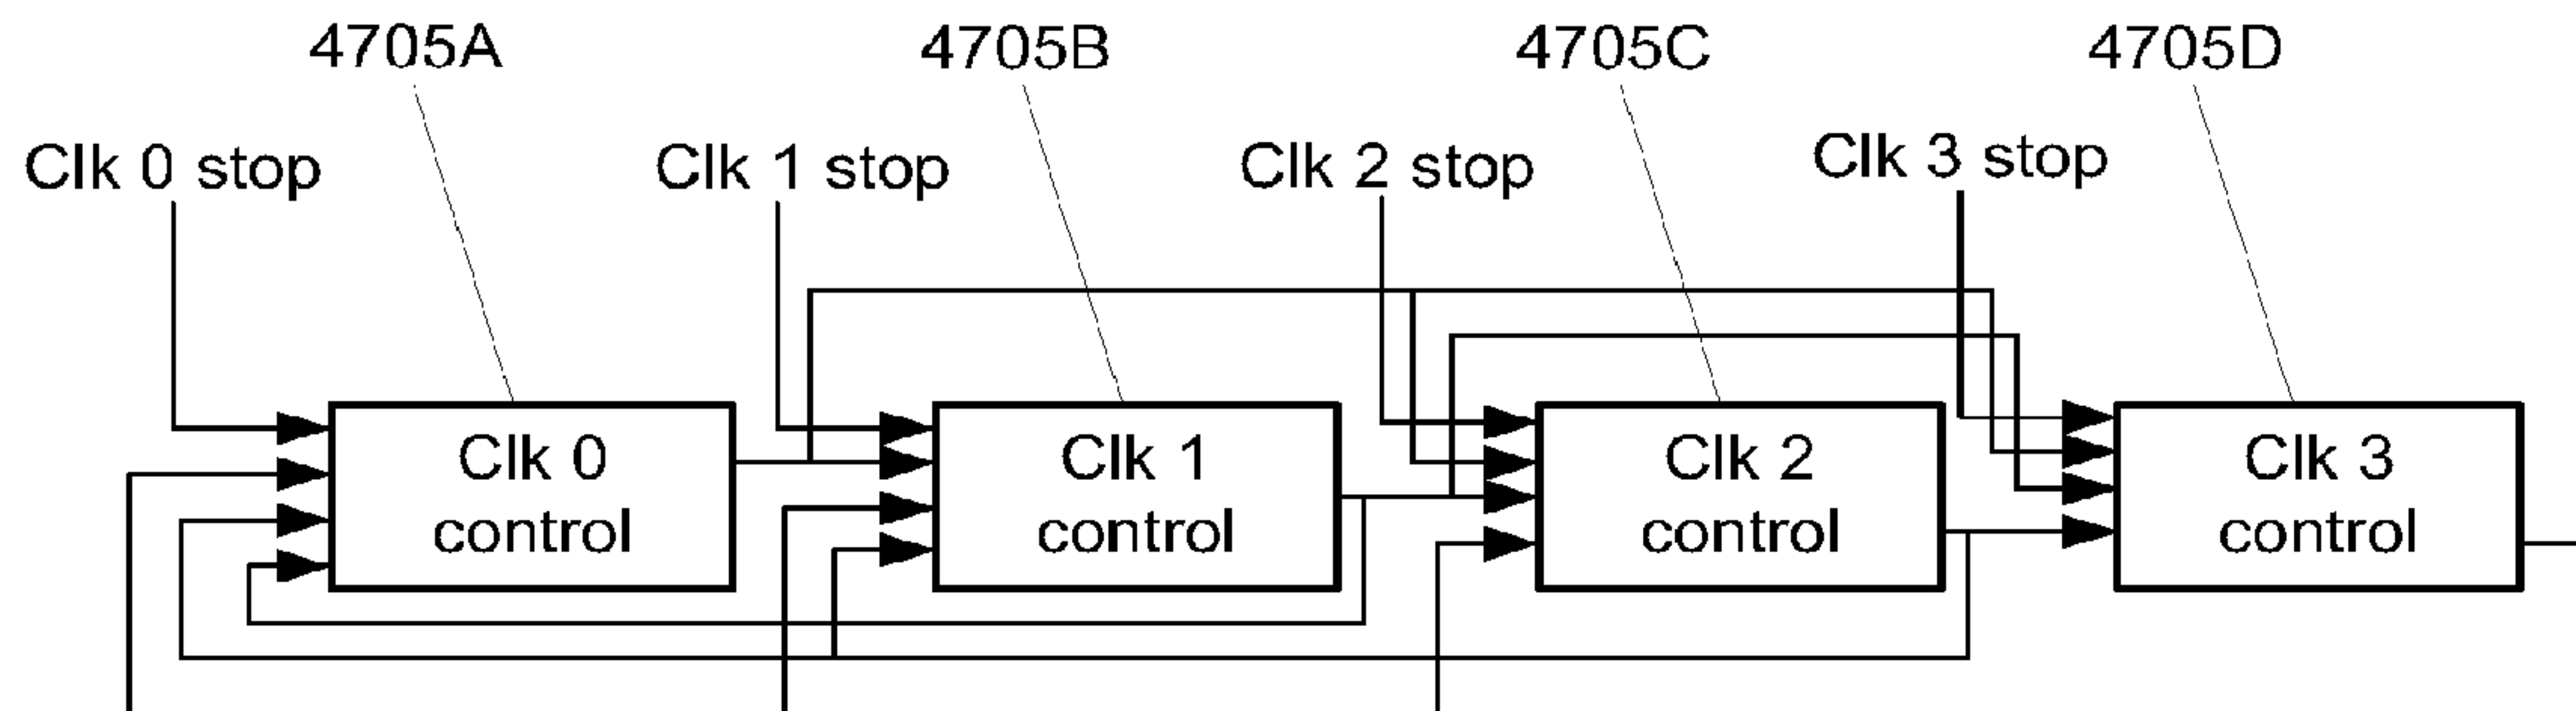 4705A
4705B
4705C
4705D
Clk 0 stop
Clk 1 stop
Clk 2 stop
Clk 3 stop
Clk 0
control
Clk 1
control
Clk 2
control
Clk 3
control